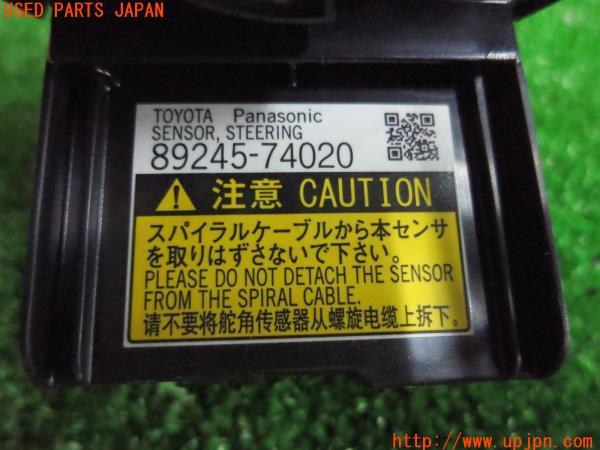 USED PARTS JAPAN
TOYOTA Panasonic
SENSOR, STEERING
89245-74020
注意 CAUTION
スパイラルケーブルから本センサ
を取りはずさないで下さい。
PLEASE DO NOT DETACH THE SENSOR
FROM THE SPIRAL CABLE.
请不要将舵角传感器从螺旋电缆上拆下。
http://www.upjpn.com/